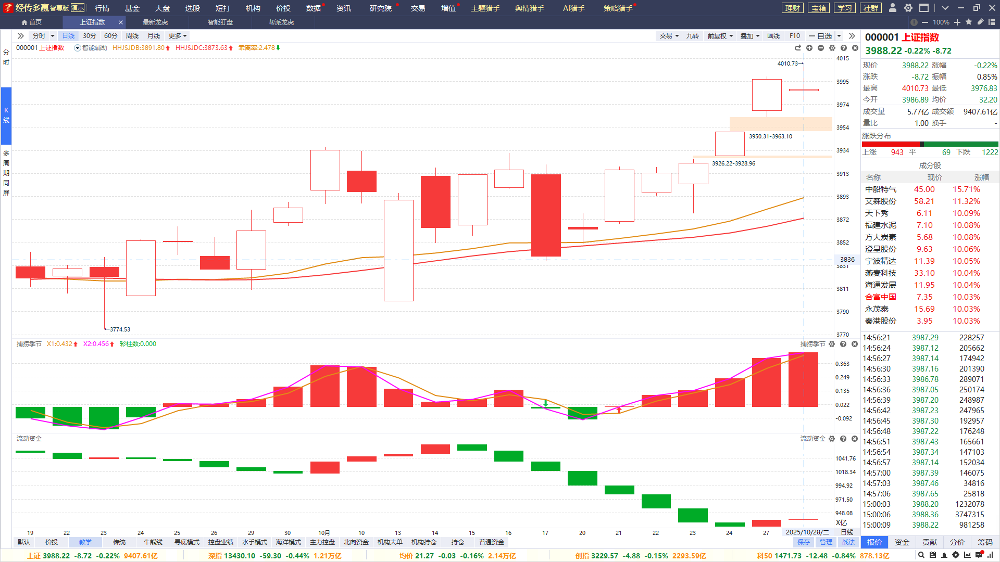 经传多赢 智尊版 演示 行情 基金 大盘 选股 短打 机构 价投 数据 资讯 研究院 交易 增值 主题猎手 舆情猎手 AI猎手 策略猎手 理财 宝箱 学习 社群
首页 上证指数 × 最新龙虎 智能盯盘 帮派龙虎 100%
分时 日线 30分 60分 周线 月线 更多 交易 九转 前复权 叠加 画线 F10 一自选
000001 上证指数 智能辅助 HHJSJDB:3891.80 HHJSJDC:3873.63 乖离率:2.478
分时
K线
多周期同屏
4015
4010.73
3995
3974
3954
3950.31-3963.10
3934
3926.22-3928.96
3913
3893
3872
3852
3836
3831
3811
3790
3774.53
3770
捕捞季节 X1:0.432 X2:0.456 彩柱数:0.000 捕捞季节
0.363
0.249
0.135
0.022
-0.092
流动资金 流动资金
1041.76
1018.34
994.92
971.50
948.08
X亿
19 22 23 24 25 26 29 30 10月 10 13 14 15 16 17 20 21 22 23 24 27 2025/10/28/二 日线
默认 价投 教学 传统 牛能线 寻底模式 控盘业绩 水手模式 海洋模式 主力控盘 北向资金 机构大单 机构持仓 持仓 普通资金 保存 管理 战法
000001 上证指数
3988.22 -0.22% -8.72
现价 3988.22 涨幅 -0.22%
涨跌 -8.72 振幅 0.85%
最高 4010.73 最低 3976.83
今开 3986.89 均价 32.20
成交量 5.77亿 成交额 9407.61亿
量比 1.00 换手 -
涨跌分布
上涨 943 平 69 下跌 1222
成分股
名称 现价 涨幅
中船特气 45.00 15.71%
艾森股份 58.21 11.32%
天下秀 6.11 10.09%
福建水泥 7.10 10.08%
方大炭素 5.68 10.08%
澄星股份 9.63 10.06%
宁波精达 11.39 10.05%
燕麦科技 33.10 10.04%
海通发展 11.95 10.04%
合富中国 7.35 10.03%
永茂泰 15.69 10.03%
秦港股份 3.95 10.03%
14:56:21 3987.29 228257
14:56:24 3987.12 205662
14:56:27 3987.14 174942
14:56:30 3987.16 201390
14:56:33 3986.78 289071
14:56:36 3987.05 250174
14:56:39 3987.20 248987
14:56:42 3987.23 247965
14:56:45 3987.30 192957
14:56:48 3987.22 176248
14:56:51 3987.43 165661
14:56:54 3987.34 147103
14:56:57 3987.14 152034
14:57:00 3987.39 146075
14:57:03 3987.46 34816
14:57:06 3987.65 25818
15:00:03 3988.20 1232078
15:00:06 3988.36 3747315
15:00:09 3988.22 981258
报价 资金 贡献 分价 筹码
上证 3988.22 -8.72 -0.22% 9407.61亿 深指 13430.10 -59.30 -0.44% 1.21万亿 均价 21.27 -0.03 -0.16% 2.14万亿 创指 3229.57 -4.88 -0.15% 2293.59亿 科50 1471.73 -12.48 -0.84% 878.13亿